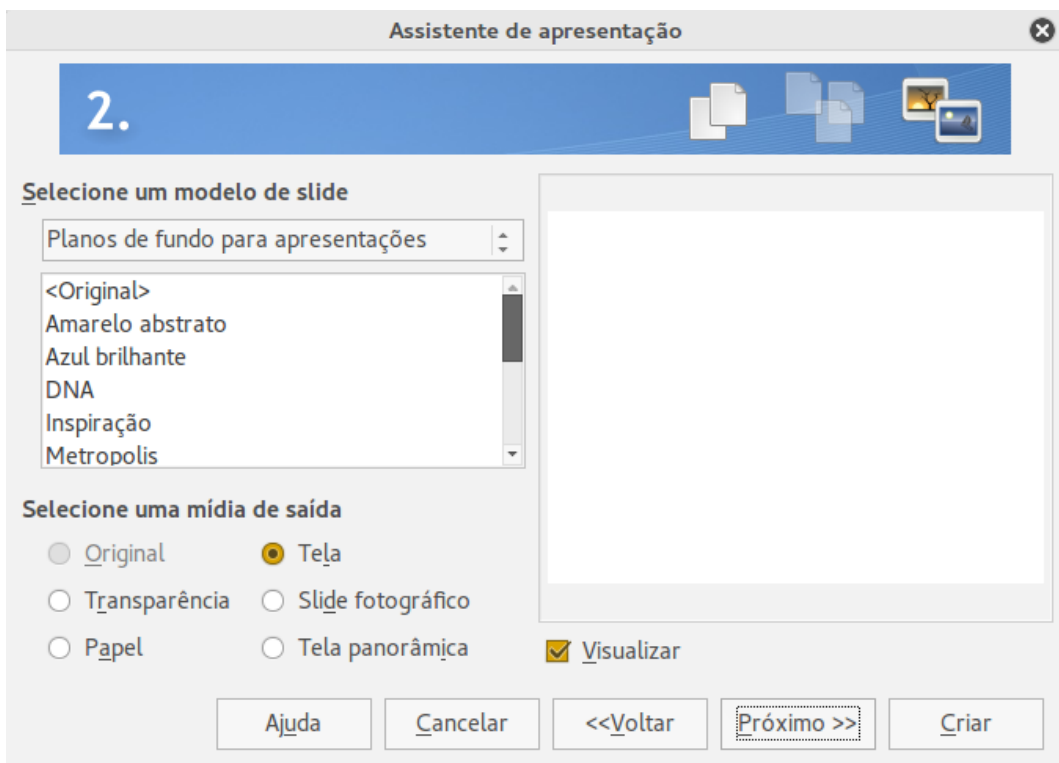 Assistente de apresentação
2.
Selecione um modelo de slide
Planos de fundo para apresentações
<Original>
Amarelo abstrato
Azul brilhante
DNA
Inspiração
Metropolis
Selecione uma mídia de saída
Original
Tela
Transparência
Slide fotográfico
Papel
Tela panorâmica
Visualizar
Ajuda
Cancelar
<<Voltar
Próximo >>
Criar